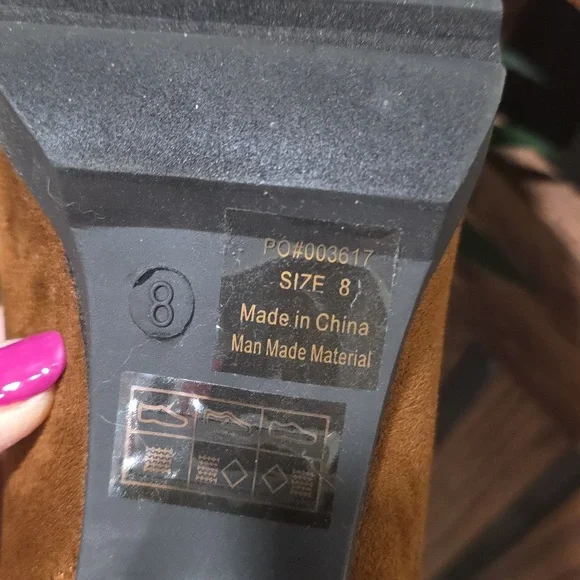 PO#003617
SIZE 8
Made in China
Man Made Material
8